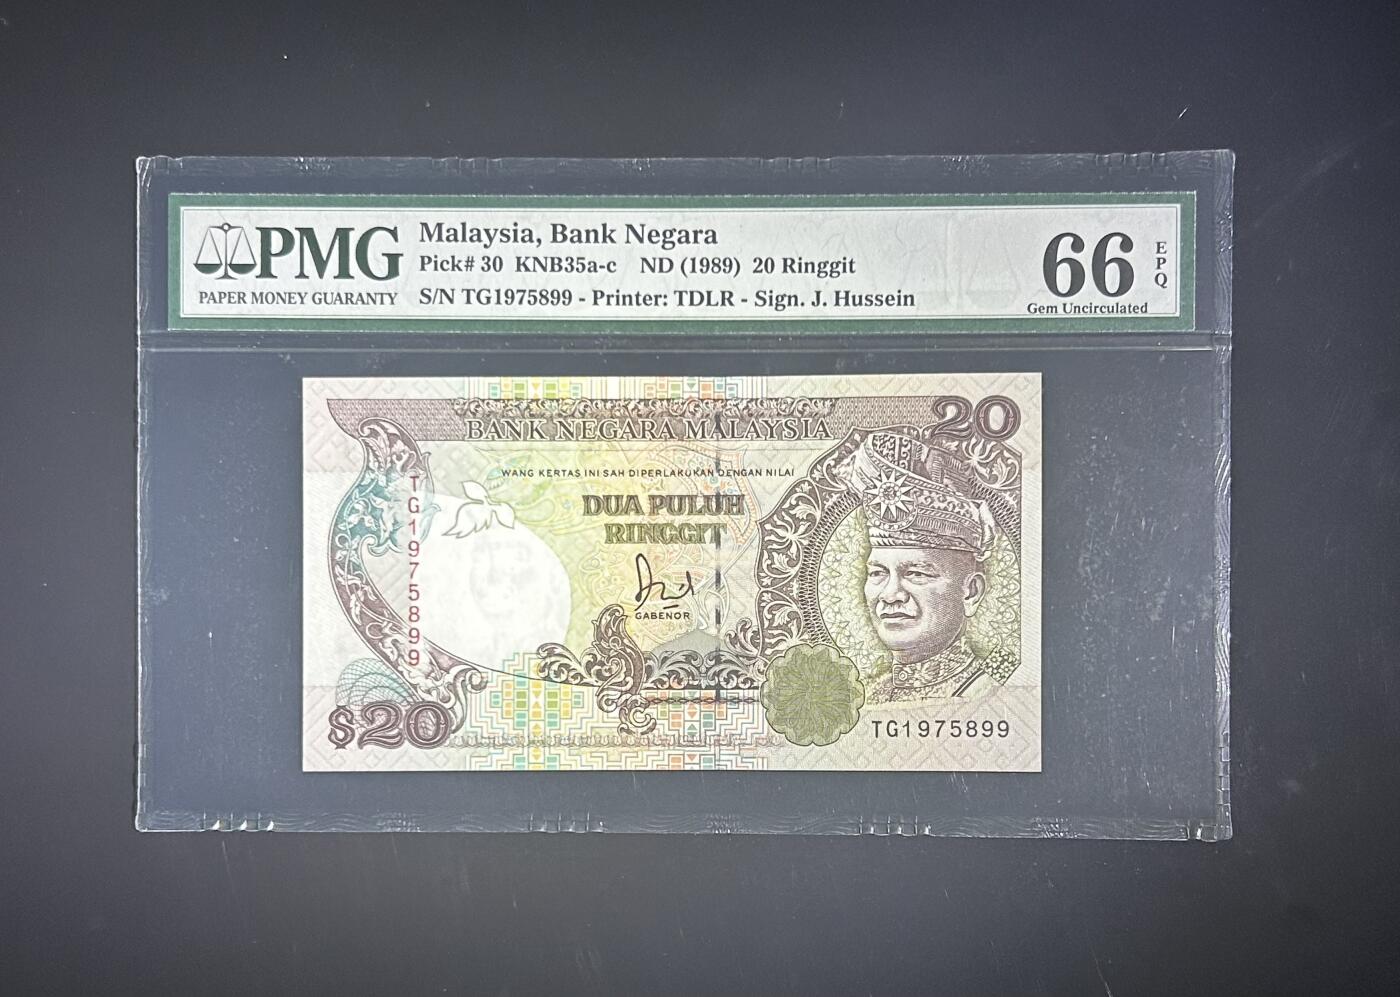 PMG
PAPER MONEY GUARANTY
Malaysia, Bank Negara
Pick# 30 KNB35a-c ND (1989) 20 Ringgit
S/N TG1975899 - Printer: TDLR - Sign. J. Hussein
66
EPQ
Gem Uncirculated
20
BANK NEGARA MALAYSIA
WANG KERTAS INI SAH DIPERLAKUKAN DENGAN NILAI
DUA PULUH
RINGGIT
TG1975899
GABENOR
$20
TG1975899